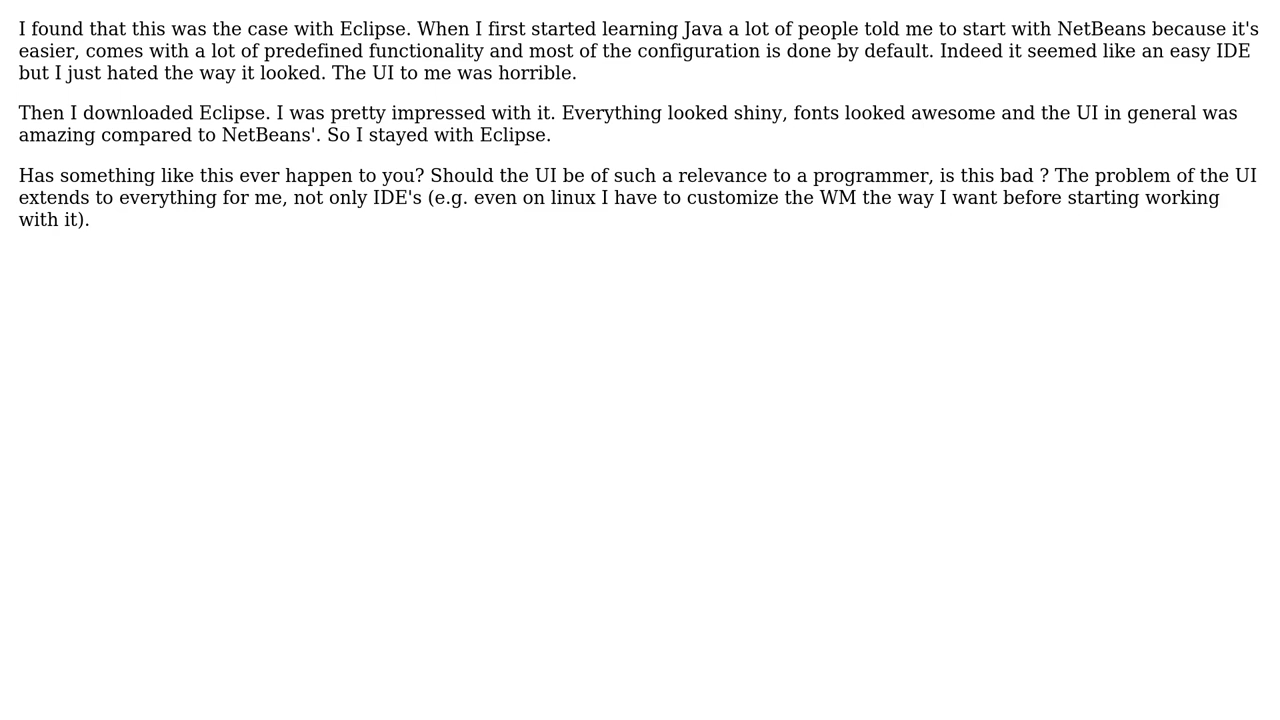 I found that this was the case with Eclipse. When I first started learning Java a lot of people told me to start with NetBeans because it's
easier, comes with a lot of predefined functionality and most of the configuration is done by default. Indeed it seemed like an easy IDE
but I just hated the way it looked. The UI to me was horrible.
Then I downloaded Eclipse. I was pretty impressed with it. Everything looked shiny, fonts looked awesome and the UI in general was
amazing compared to NetBeans'. So I stayed with Eclipse.
Has something like this ever happen to you? Should the UI be of such a relevance to a programmer, is this bad ? The problem of the UI
extends to everything for me, not only IDE's (e.g. even on linux I have to customize the WM the way I want before starting working
with it).